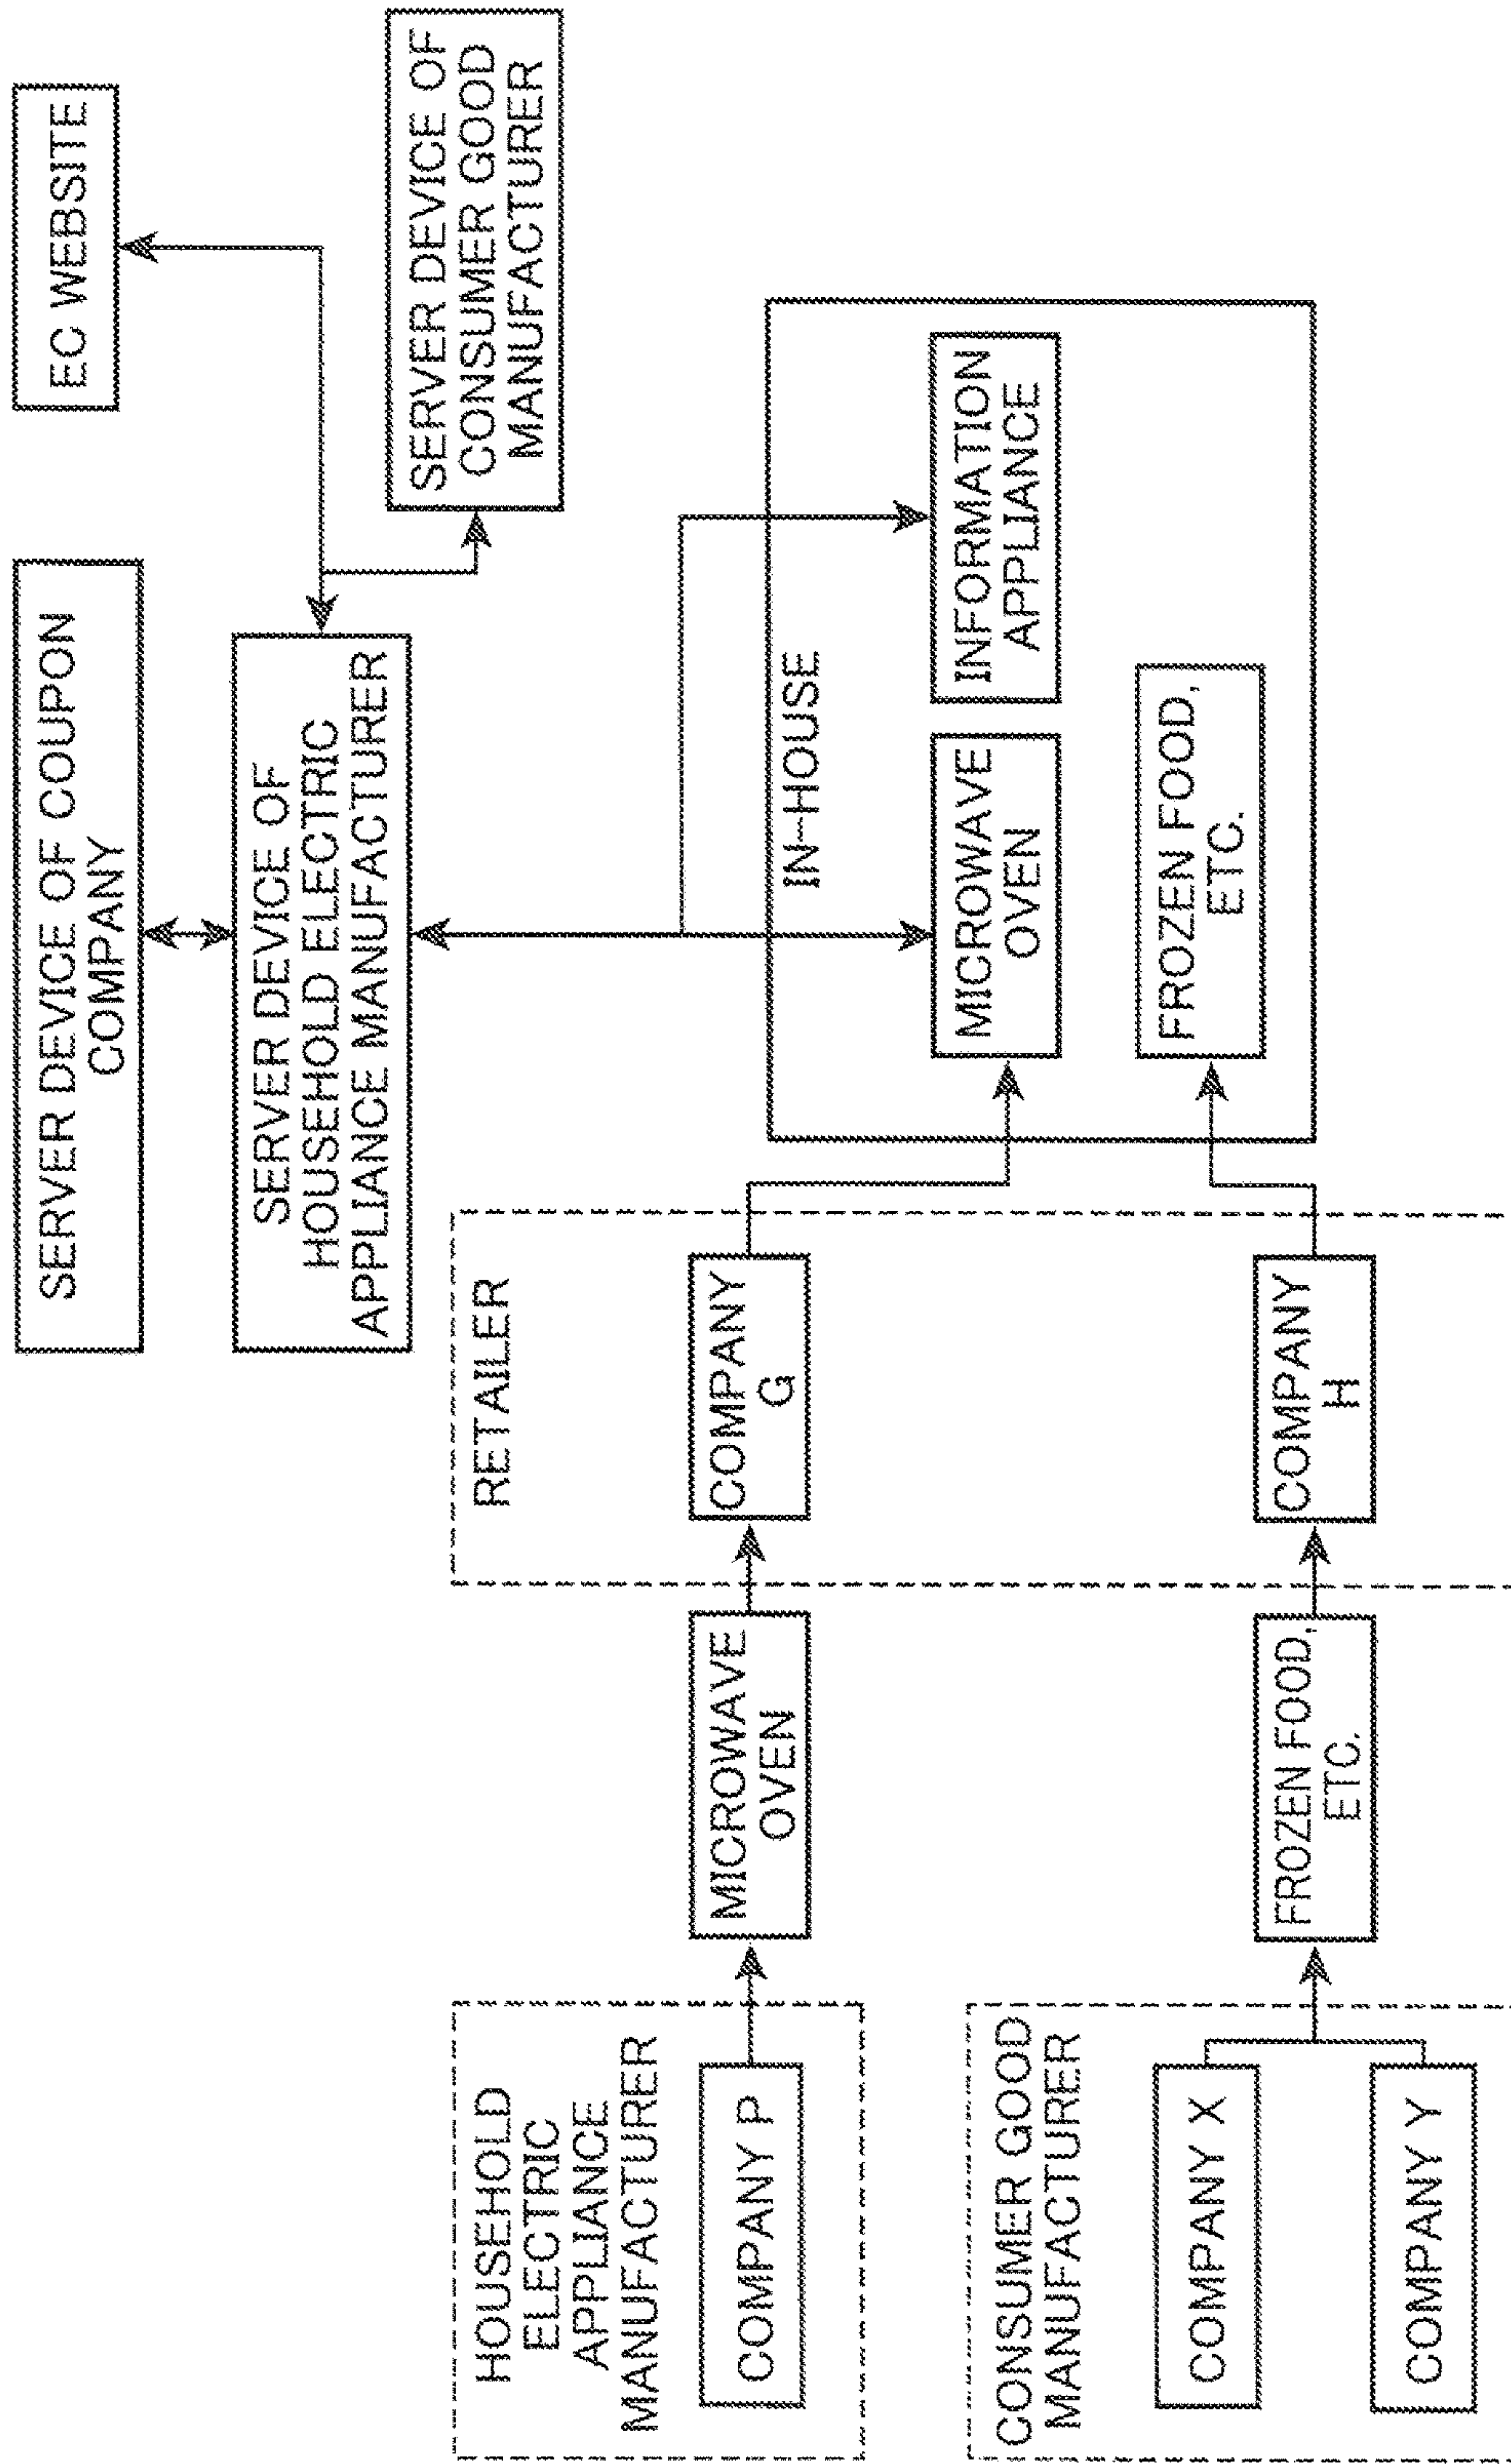 SERVER DEVICE OF COUPON
COMPANY
EC WEBSITE
SERVER DEVICE OF
HOUSEHOLD ELECTRIC
APPLIANCE MANUFACTURER
SERVER DEVICE OF
CONSUMER GOOD
MANUFACTURER
HOUSEHOLD
ELECTRIC
APPLIANCE
MANUFACTURER
COMPANY P
MICROWAVE
OVEN
RETAILER
COMPANY
G
IN-HOUSE
MICROWAVE
OVEN
INFORMATION
APPLIANCE
CONSUMER GOOD
MANUFACTURER
COMPANY X
COMPANY Y
FROZEN FOOD,
ETC.
COMPANY
H
FROZEN FOOD,
ETC.